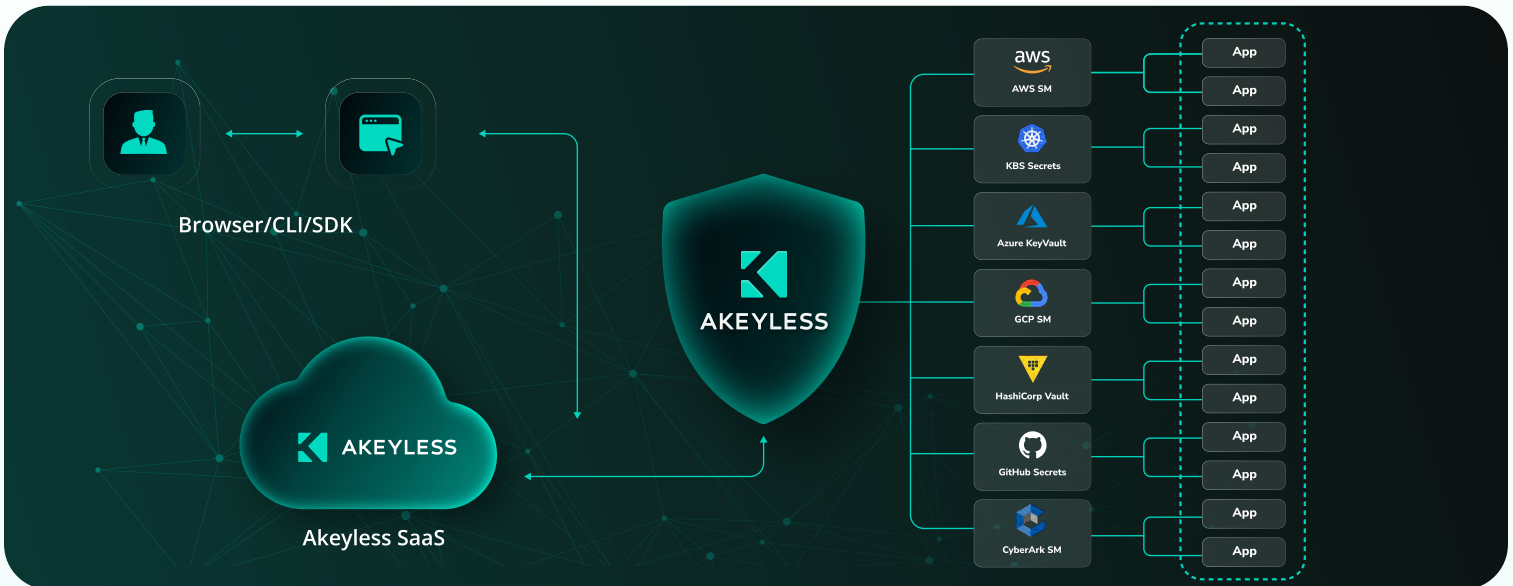 Browser/CLI/SDK
AKEYLESS
Akeyless SaaS
AKEYLESS
aws
AWS SM
KBS Secrets
Azure KeyVault
GCP SM
HashiCorp Vault
GitHub Secrets
CyberArk SM
App
App
App
App
App
App
App
App
App
App
App
App
App
App